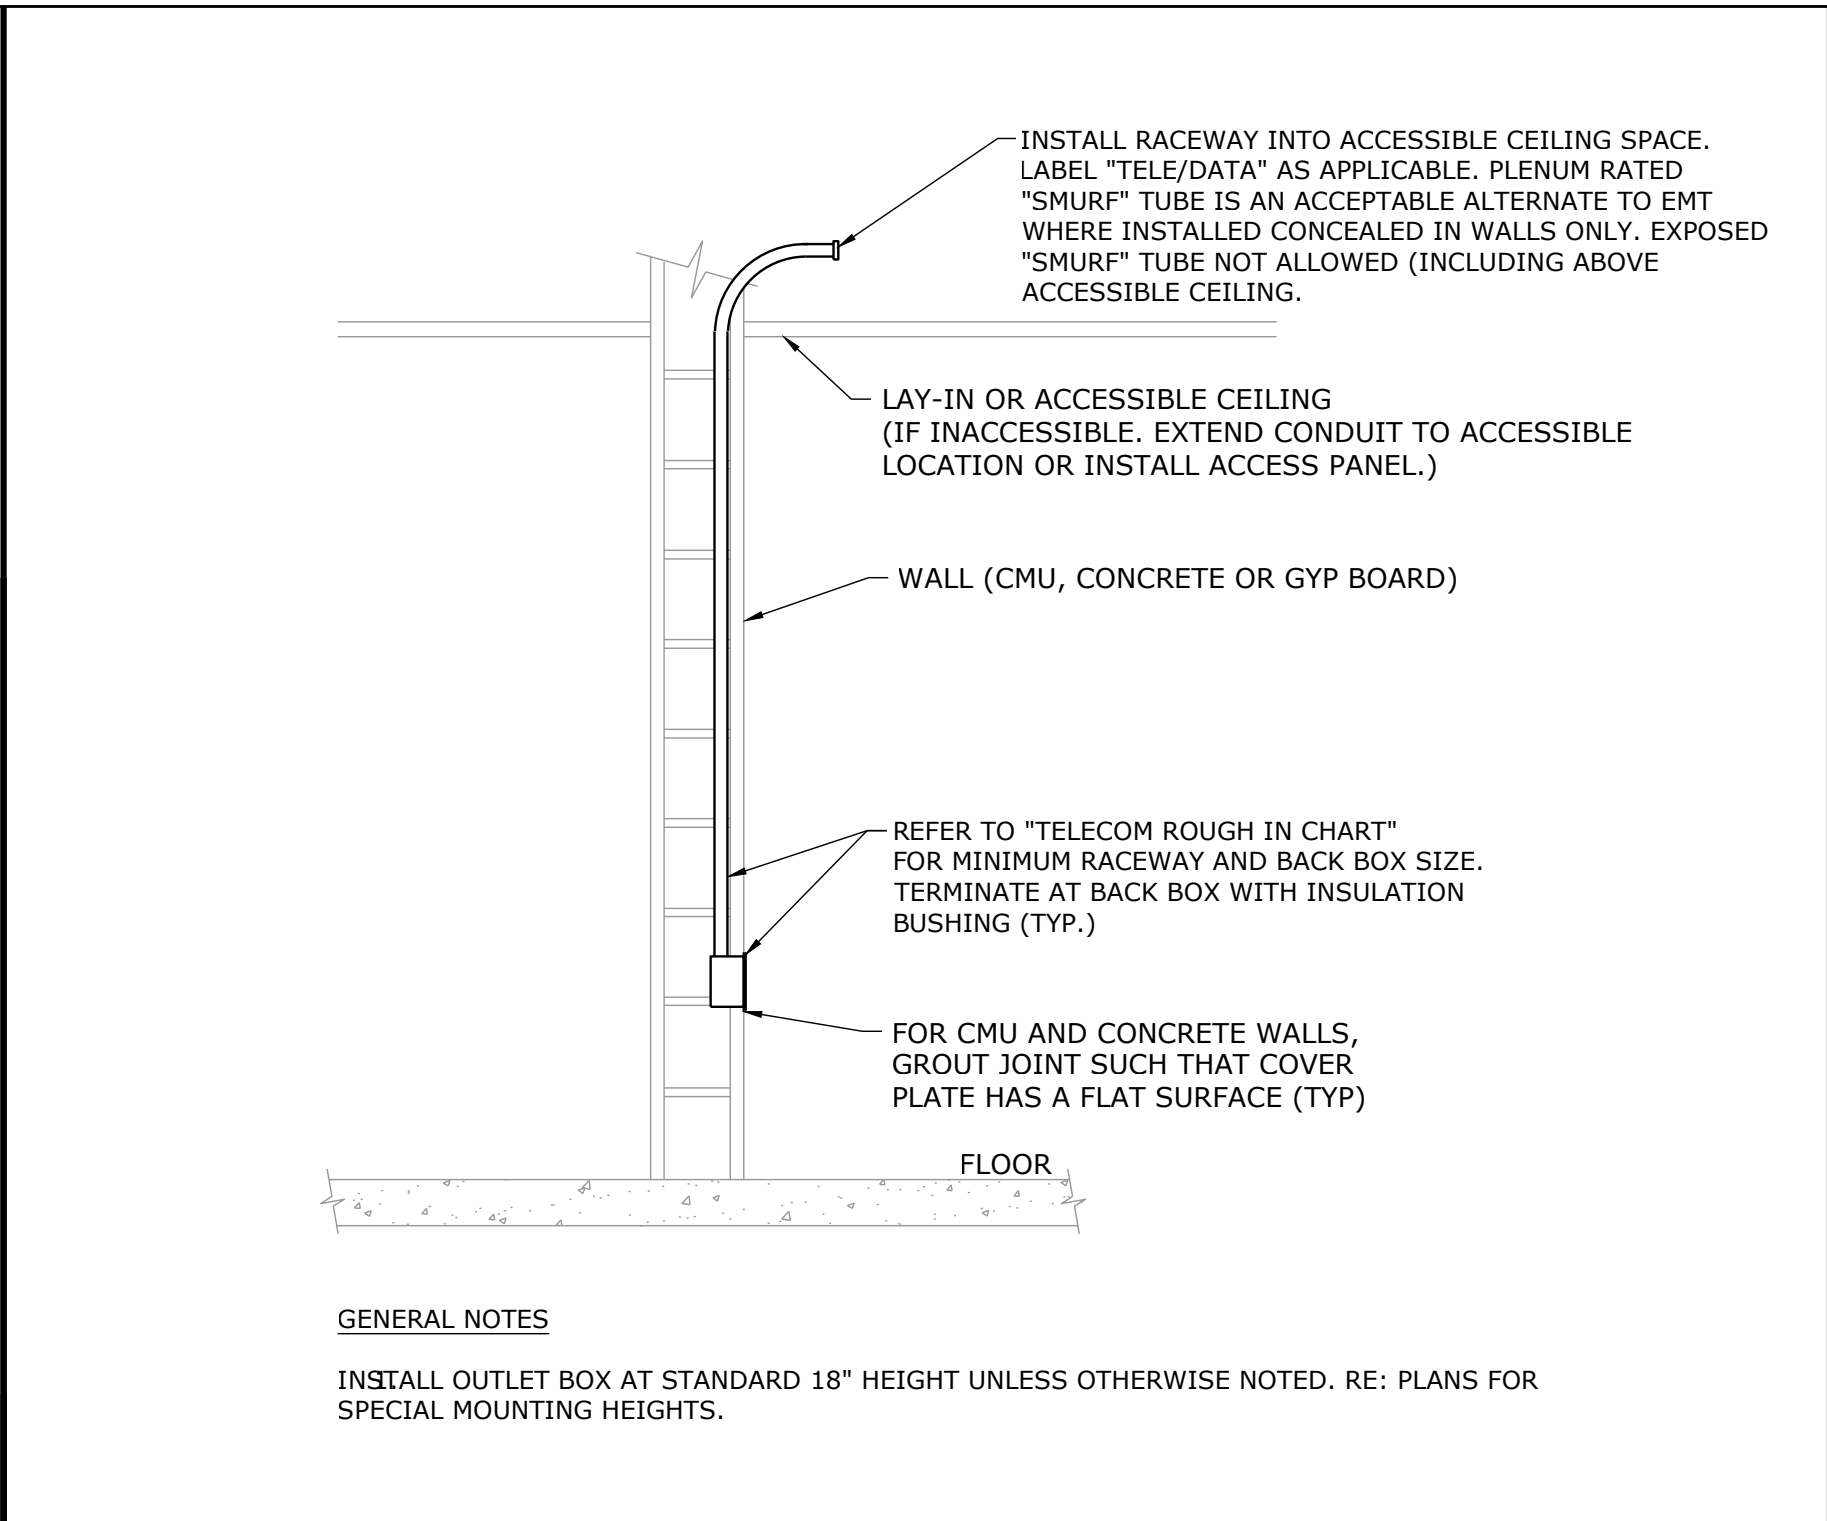 INSTALL RACEWAY INTO ACCESSIBLE CEILING SPACE.
LABEL "TELE/DATA" AS APPLICABLE. PLENUM RATED
"SMURF" TUBE IS AN ACCEPTABLE ALTERNATE TO EMT
WHERE INSTALLED CONCEALED IN WALLS ONLY. EXPOSED
"SMURF" TUBE NOT ALLOWED (INCLUDING ABOVE
ACCESSIBLE CEILING.
LAY-IN OR ACCESSIBLE CEILING
(IF INACCESSIBLE. EXTEND CONDUIT TO ACCESSIBLE
LOCATION OR INSTALL ACCESS PANEL.)
WALL (CMU, CONCRETE OR GYP BOARD)
REFER TO "TELECOM ROUGH IN CHART"
FOR MINIMUM RACEWAY AND BACK BOX SIZE.
TERMINATE AT BACK BOX WITH INSULATION
BUSHING (TYP.)
FOR CMU AND CONCRETE WALLS,
GROUT JOINT SUCH THAT COVER
PLATE HAS A FLAT SURFACE (TYP)
FLOOR
GENERAL NOTES
INSTALL OUTLET BOX AT STANDARD 18" HEIGHT UNLESS OTHERWISE NOTED. RE: PLANS FOR
SPECIAL MOUNTING HEIGHTS.